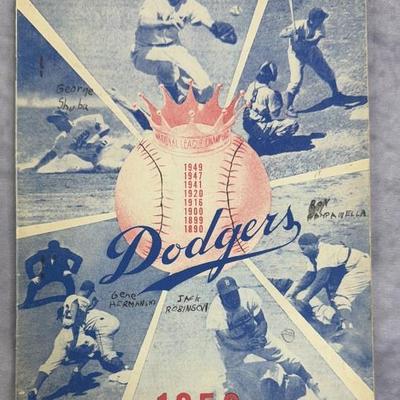 George
Shuba
NATIONAL LEAGUE CHAMPIONS
1949
1947
1941
1920
1916
1900
1899
1890
ROY
CAMPANELLA
Dodgers
Gene
HERMANSKI
JACK
ROBINSON
1950